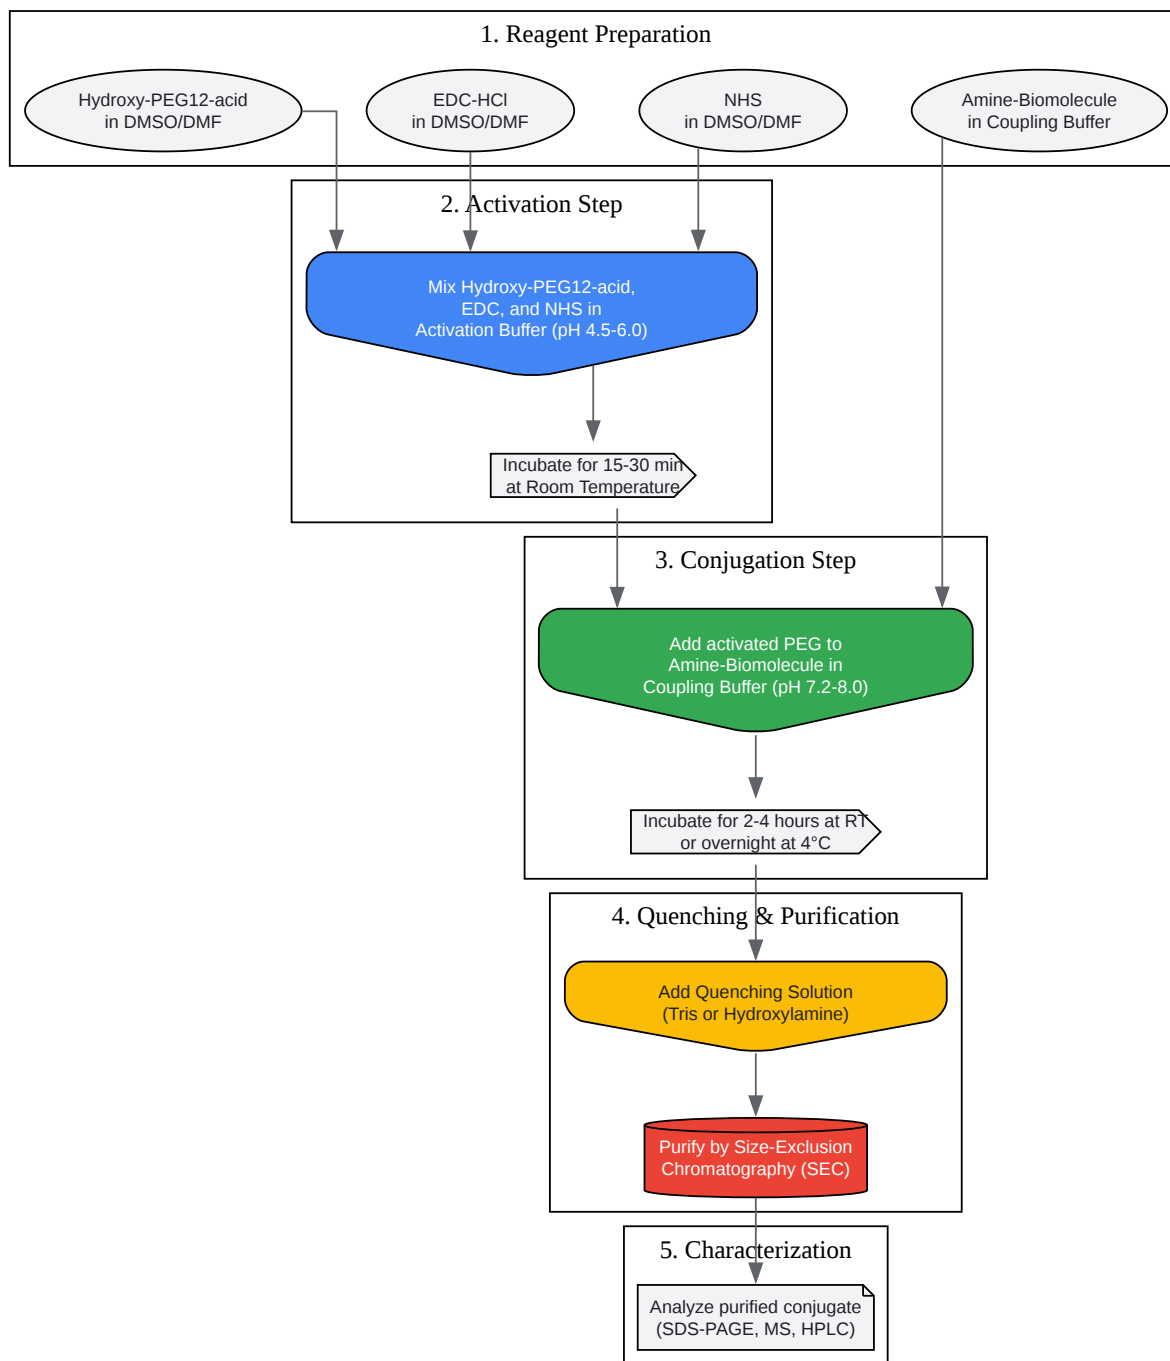 1. Reagent Preparation
Hydroxy-PEG12-acid
in DMSO/DMF
EDC-HCl
in DMSO/DMF
NHS
in DMSO/DMF
Amine-Biomolecule
in Coupling Buffer
2. Activation Step
Mix Hydroxy-PEG12-acid,
EDC, and NHS in
Activation Buffer (pH 4.5-6.0)
Incubate for 15-30 min
at Room Temperature
3. Conjugation Step
Add activated PEG to
Amine-Biomolecule in
Coupling Buffer (pH 7.2-8.0)
Incubate for 2-4 hours at RT
or overnight at 4°C
4. Quenching & Purification
Add Quenching Solution
(Tris or Hydroxylamine)
Purify by Size-Exclusion
Chromatography (SEC)
5. Characterization
Analyze purified conjugate
(SDS-PAGE, MS, HPLC)